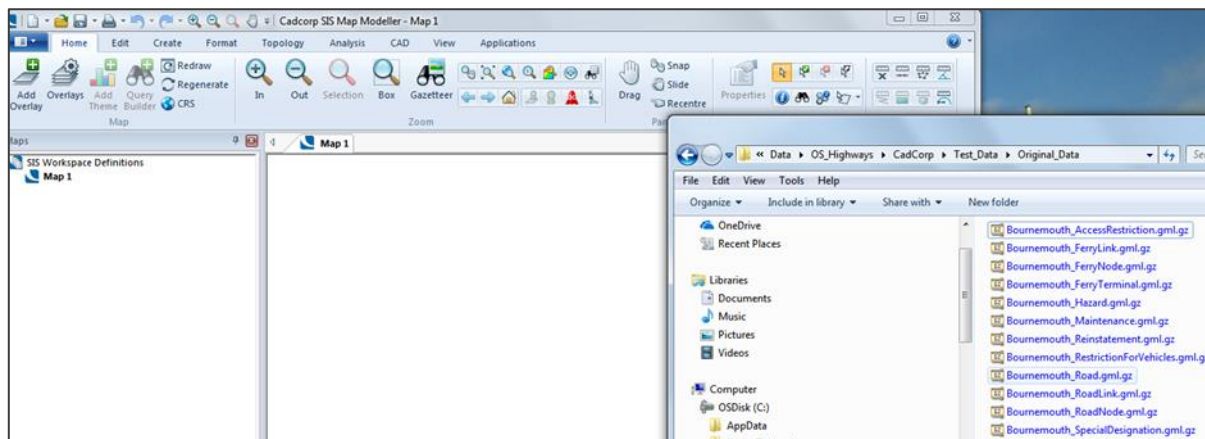 Cadcorp SIS Map Modeller - Map 1
Home Edit Create Format Topology Analysis CAD View Applications
Add Overlay
Overlays
Add Theme
Query Builder
Redraw
Regenerate
CRS
Map
In
Out
Selection
Box
Gazetteer
Zoom
Drag
Snap
Slide
Recentre
Properties
SIS Workspace Definitions
Map 1
Map 1
« Data OS_Highways CadCorp Test_Data Original_Data
File Edit View Tools Help
Organize Include in library Share with New folder
OneDrive
Recent Places
Libraries
Documents
Music
Pictures
Videos
Computer
OSDisk (C:)
AppData
Bournemouth_AccessRestriction.gml.gz
Bournemouth_FerryLink.gml.gz
Bournemouth_FerryNode.gml.gz
Bournemouth_FerryTerminal.gml.gz
Bournemouth_Hazard.gml.gz
Bournemouth_Maintenance.gml.gz
Bournemouth_Reinstatement.gml.gz
Bournemouth_RestrictionForVehicles.gml.g
Bournemouth_Road.gml.gz
Bournemouth_RoadLink.gml.gz
Bournemouth_RoadNode.gml.gz
Bournemouth_SpecialDesignation.gml.gz